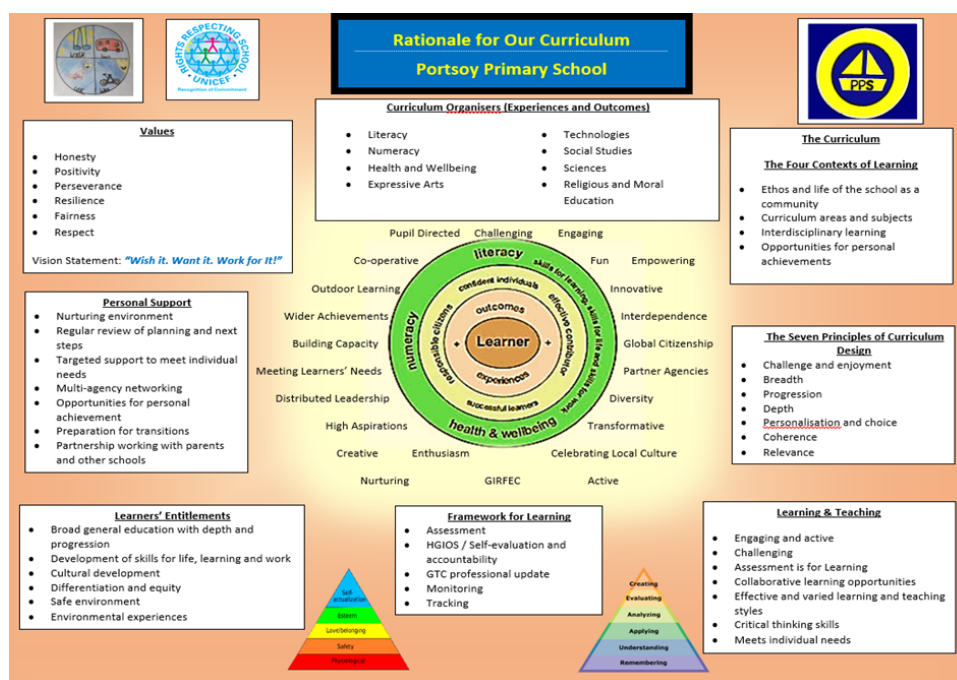 Rationale for Our Curriculum
Portsoy Primary School
RIGHTS RESPECTING SCHOOL
UNICEF
Recognition of Commitment
PPS
Values
Honesty
Positivity
Perseverance
Resilience
Fairness
Respect
Vision Statement: “Wish it. Want it. Work for It!”
Curriculum Organisers (Experiences and Outcomes)
Literacy
Numeracy
Health and Wellbeing
Expressive Arts
Technologies
Social Studies
Sciences
Religious and Moral
Education
The Curriculum
The Four Contexts of Learning
Ethos and life of the school as a
community
Curriculum areas and subjects
Interdisciplinary learning
Opportunities for personal
achievements
Personal Support
Nurturing environment
Regular review of planning and next
steps
Targeted support to meet individual
needs
Multi-agency networking
Opportunities for personal
achievement
Preparation for transitions
Partnership working with parents
and other schools
Pupil Directed Challenging Engaging
Co-operative Fun Empowering
Outdoor Learning Innovative
Wider Achievements Interdependence
Building Capacity Global Citizenship
Meeting Learners’ Needs Partner Agencies
Distributed Leadership Diversity
High Aspirations Transformative
Creative Enthusiasm Celebrating Local Culture
Nurturing GIRFEC Active
literacy
skills for learning, skills for life and skills for work
numeracy
health & wellbeing
confident individuals
effective contributor
responsible citizens
successful learners
outcomes
+ Learner +
experiences
The Seven Principles of Curriculum
Design
Challenge and enjoyment
Breadth
Progression
Depth
Personalisation and choice
Coherence
Relevance
Learners’ Entitlements
Broad general education with depth and
progression
Development of skills for life, learning and work
Cultural development
Differentiation and equity
Safe environment
Environmental experiences
Self-
actualization
Esteem
Love/belonging
Safety
Physiological
Framework for Learning
Assessment
HGIOS / Self-evaluation and
accountability
GTC professional update
Monitoring
Tracking
Creating
Evaluating
Analyzing
Applying
Understanding
Remembering
Learning & Teaching
Engaging and active
Challenging
Assessment is for Learning
Collaborative learning opportunities
Effective and varied learning and teaching
styles
Critical thinking skills
Meets individual needs